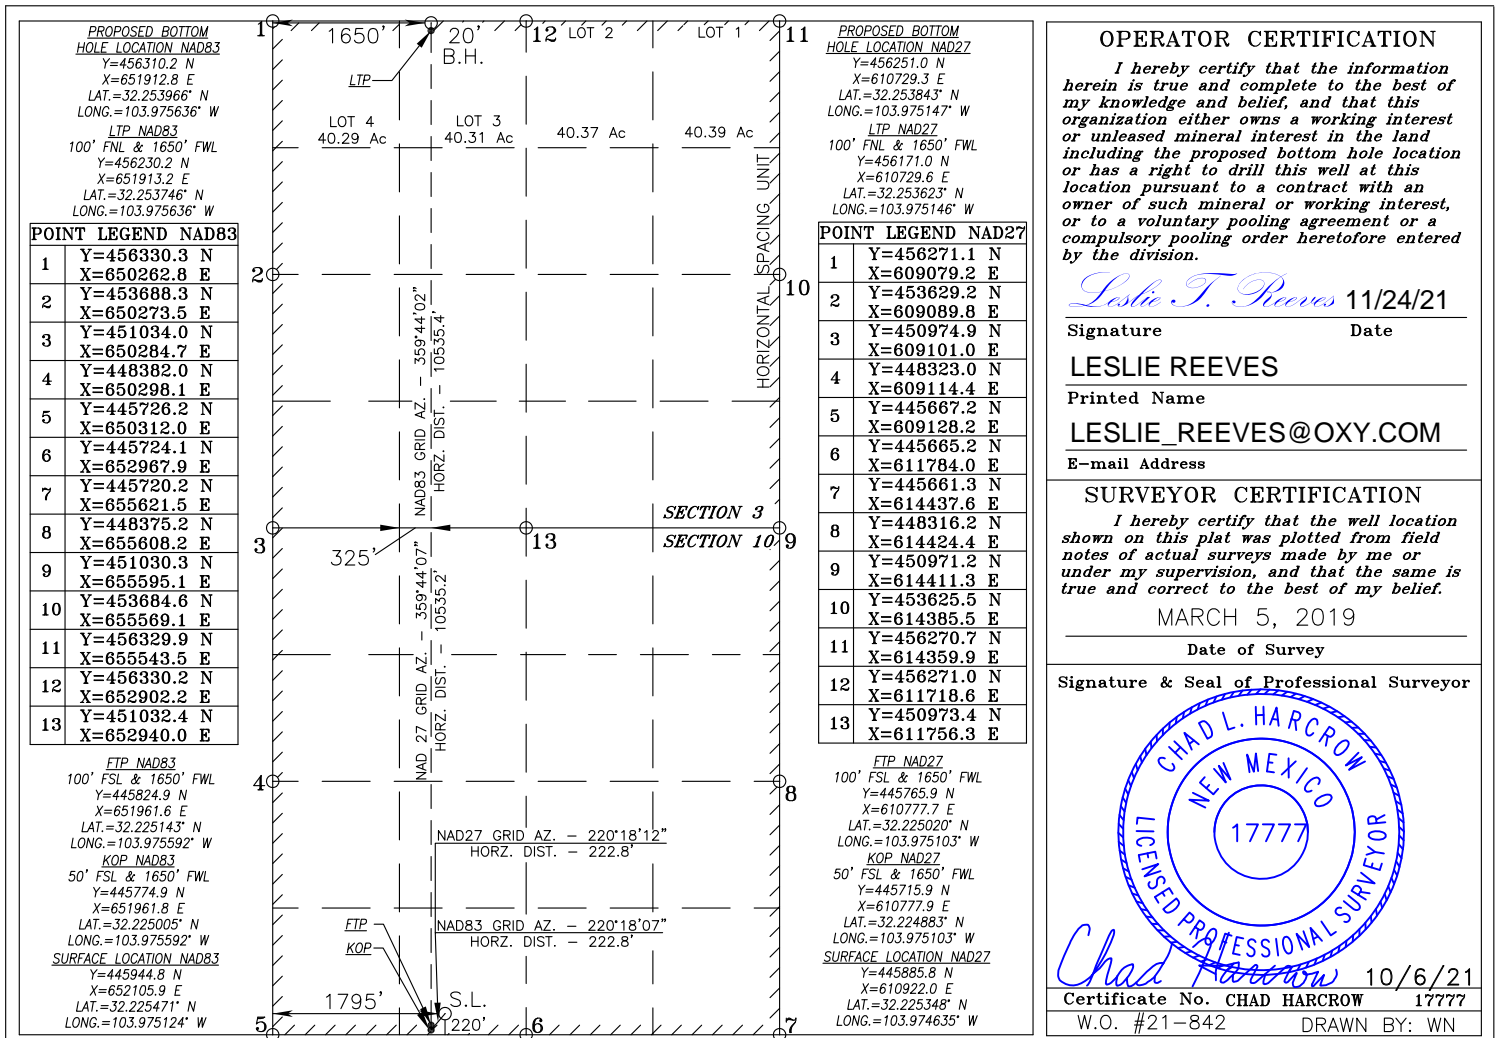 PROPOSED BOTTOM
HOLE LOCATION NAD83
Y=456310.2 N
X=651912.8 E
LAT.=32.253966° N
LONG.=103.975636° W
LTP NAD83
100' FNL & 1650' FWL
Y=456230.2 N
X=651913.2 E
LAT.=32.253746° N
LONG.=103.975636° W
POINT LEGEND NAD83
1 Y=456330.3 N
X=650262.8 E
2 Y=453688.3 N
X=650273.5 E
3 Y=451034.0 N
X=650284.7 E
4 Y=448382.0 N
X=650298.1 E
5 Y=445726.2 N
X=650312.0 E
6 Y=445724.1 N
X=652967.9 E
7 Y=445720.2 N
X=655621.5 E
8 Y=448375.2 N
X=655608.2 E
9 Y=451030.3 N
X=655595.1 E
10 Y=453684.6 N
X=655569.1 E
11 Y=456329.9 N
X=655543.5 E
12 Y=456330.2 N
X=652902.2 E
13 Y=451032.4 N
X=652940.0 E
FTP NAD83
100' FSL & 1650' FWL
Y=445824.9 N
X=651961.6 E
LAT.=32.225143° N
LONG.=103.975592° W
KOP NAD83
50' FSL & 1650' FWL
Y=445774.9 N
X=651961.8 E
LAT.=32.225005° N
LONG.=103.975592° W
SURFACE LOCATION NAD83
Y=445944.8 N
X=652105.9 E
LAT.=32.225471° N
LONG.=103.975124° W
1
1650'
20'
B.H.
12
LOT 2
LOT 1
11
LTP
LOT 4
40.29 Ac
LOT 3
40.31 Ac
40.37 Ac
40.39 Ac
HORIZONTAL SPACING UNIT
2
10
NAD83 GRID AZ. - 359°44'02"
HORZ. DIST. - 10535.4'
SECTION 3
3
325'
13
SECTION 10
9
NAD 27 GRID AZ. - 359°44'07"
HORZ. DIST. - 10535.2'
4
8
NAD27 GRID AZ. - 220°18'12"
HORZ. DIST. - 222.8'
FTP
NAD83 GRID AZ. - 220°18'07"
HORZ. DIST. - 222.8'
KOP
1795'
S.L.
5
220'
6
7
PROPOSED BOTTOM
HOLE LOCATION NAD27
Y=456251.0 N
X=610729.3 E
LAT.=32.253843° N
LONG.=103.975147° W
LTP NAD27
100' FNL & 1650' FWL
Y=456171.0 N
X=610729.6 E
LAT.=32.253623° N
LONG.=103.975146° W
POINT LEGEND NAD27
1 Y=456271.1 N
X=609079.2 E
2 Y=453629.2 N
X=609089.8 E
3 Y=450974.9 N
X=609101.0 E
4 Y=448323.0 N
X=609114.4 E
5 Y=445667.2 N
X=609128.2 E
6 Y=445665.2 N
X=611784.0 E
7 Y=445661.3 N
X=614437.6 E
8 Y=448316.2 N
X=614424.4 E
9 Y=450971.2 N
X=614411.3 E
10 Y=453625.5 N
X=614385.5 E
11 Y=456270.7 N
X=614359.9 E
12 Y=456271.0 N
X=611718.6 E
13 Y=450973.4 N
X=611756.3 E
FTP NAD27
100' FSL & 1650' FWL
Y=445765.9 N
X=610777.7 E
LAT.=32.225020° N
LONG.=103.975103° W
KOP NAD27
50' FSL & 1650' FWL
Y=445715.9 N
X=610777.9 E
LAT.=32.224883° N
LONG.=103.975103° W
SURFACE LOCATION NAD27
Y=445885.8 N
X=610922.0 E
LAT.=32.225348° N
LONG.=103.974635° W
OPERATOR CERTIFICATION
I hereby certify that the information
herein is true and complete to the best of
my knowledge and belief, and that this
organization either owns a working interest
or unleased mineral interest in the land
including the proposed bottom hole location
or has a right to drill this well at this
location pursuant to a contract with an
owner of such mineral or working interest,
or to a voluntary pooling agreement or a
compulsory pooling order heretofore entered
by the division.
Leslie T. Reeves 11/24/21
Signature Date
LESLIE REEVES
Printed Name
LESLIE_REEVES@OXY.COM
E-mail Address
SURVEYOR CERTIFICATION
I hereby certify that the well location
shown on this plat was plotted from field
notes of actual surveys made by me or
under my supervision, and that the same is
true and correct to the best of my belief.
MARCH 5, 2019
Date of Survey
Signature & Seal of Professional Surveyor
CHAD L. HARCROW
NEW MEXICO
17777
LICENSED PROFESSIONAL SURVEYOR
Chad Harcrow 10/6/21
Certificate No. CHAD HARCROW 17777
W.O. #21-842 DRAWN BY: WN